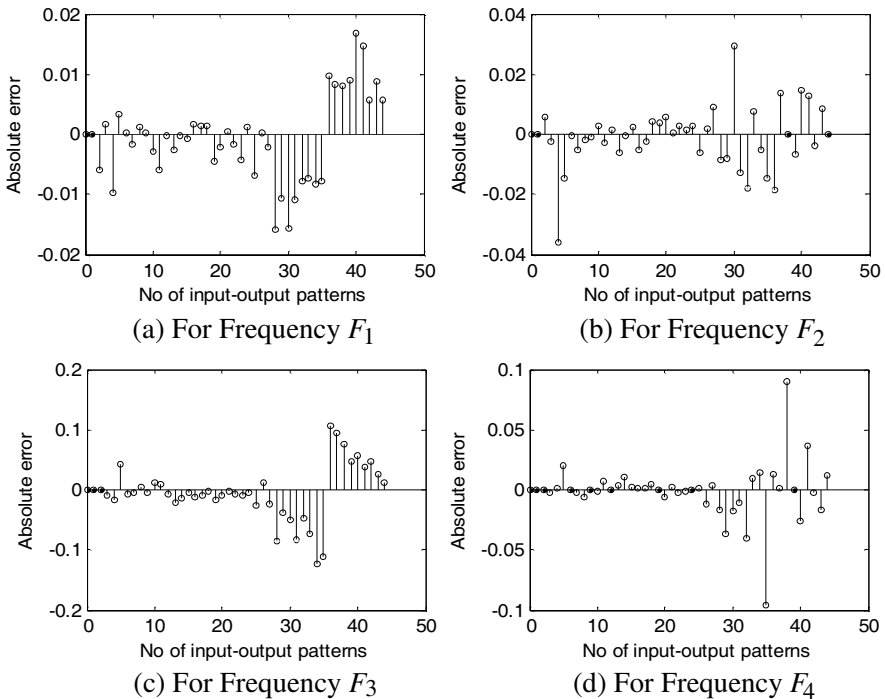 0.02
0.01
0
-0.01
-0.02
Absolute error
0 10 20 30 40 50
No of input-output patterns
(a) For Frequency F1
0.04
0.02
0
-0.02
-0.04
Absolute error
0 10 20 30 40 50
No of input-output patterns
(b) For Frequency F2
0.2
0.1
0
-0.1
-0.2
Absolute error
0 10 20 30 40 50
No of input-output patterns
(c) For Frequency F3
0.1
0.05
0
-0.05
-0.1
Absolute error
0 10 20 30 40 50
No of input-output patterns
(d) For Frequency F4